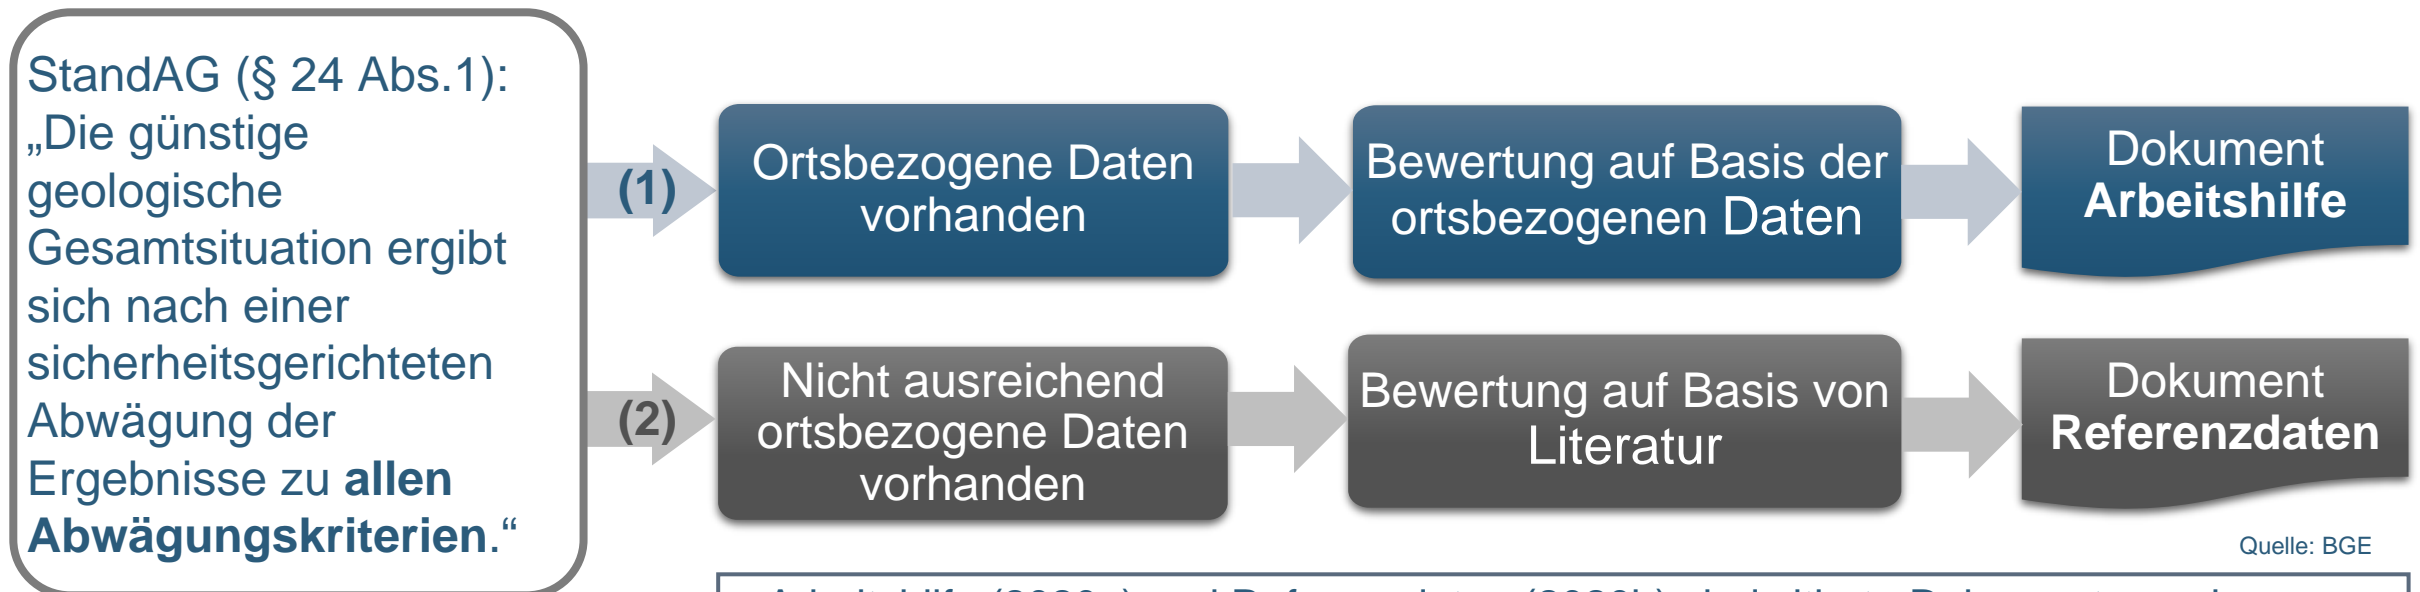 StandAG (§ 24 Abs.1):
„Die günstige
geologische
Gesamtsituation ergibt
sich nach einer
sicherheitsgerichteten
Abwägung der
Ergebnisse zu allen
Abwägungskriterien.“
(1)
Ortsbezogene Daten
vorhanden
Bewertung auf Basis der
ortsbezogenen Daten
Dokument
Arbeitshilfe
(2)
Nicht ausreichend
ortsbezogene Daten
vorhanden
Bewertung auf Basis von
Literatur
Dokument
Referenzdaten
Quelle: BGE